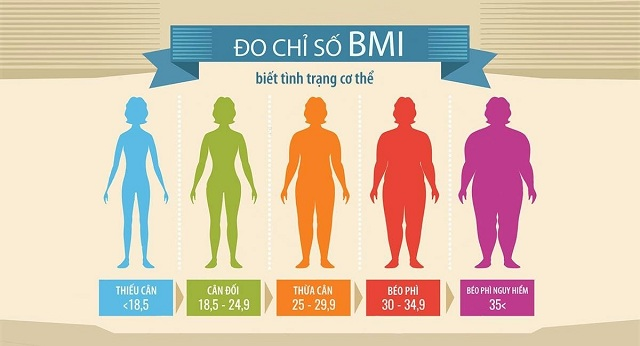 ĐO CHỈ SỐ BMI
biết tình trạng cơ thể
THIẾU CÂN
<18,5
CÂN ĐỐI
18,5 - 24,9
THỪA CÂN
25 - 29,9
BÉO PHÌ
30 - 34,9
BÉO PHÌ NGUY HIỂM
35<